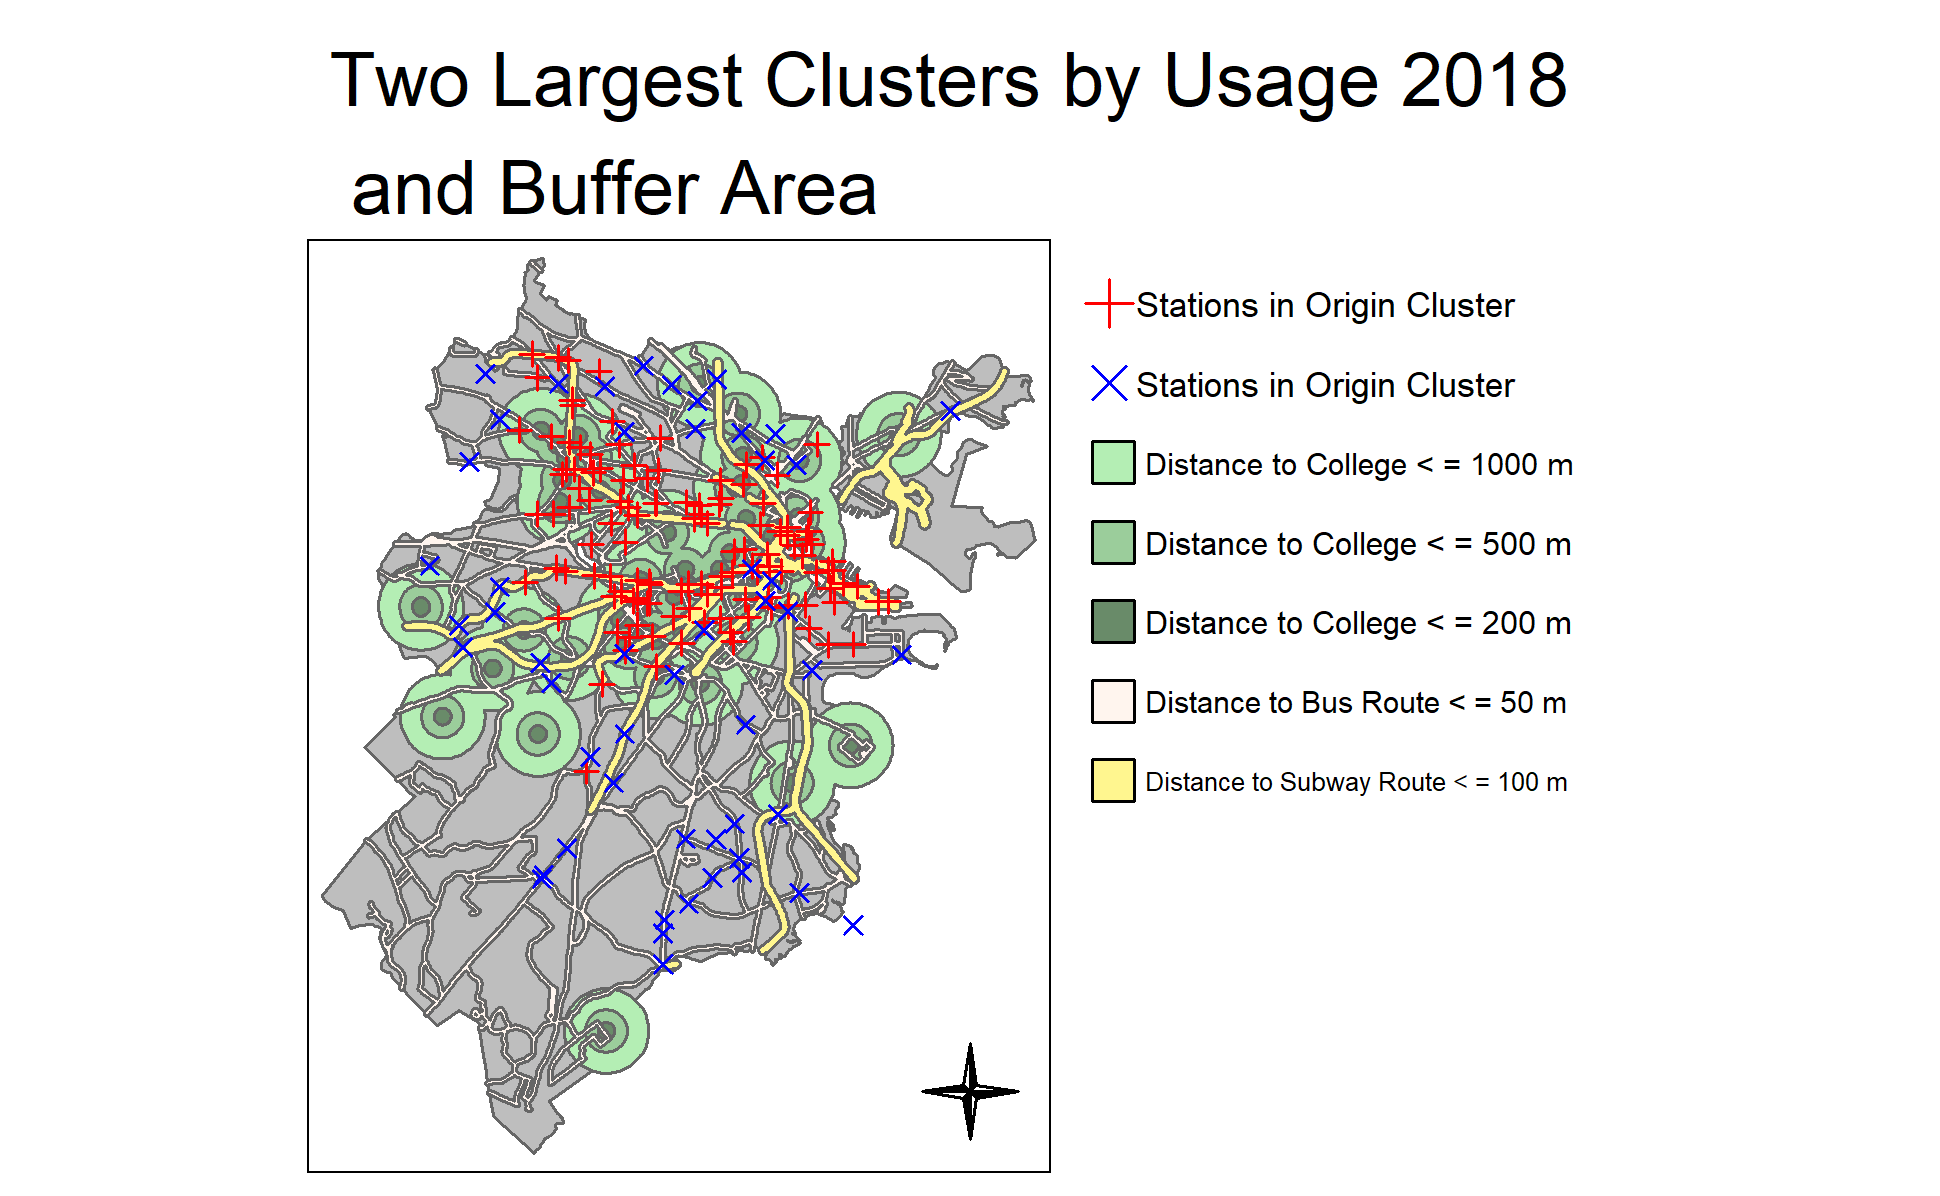 Two Largest Clusters by Usage 2018
and Buffer Area
Stations in Origin Cluster
Stations in Origin Cluster
Distance to College < = 1000 m
Distance to College < = 500 m
Distance to College < = 200 m
Distance to Bus Route < = 50 m
Distance to Subway Route < = 100 m